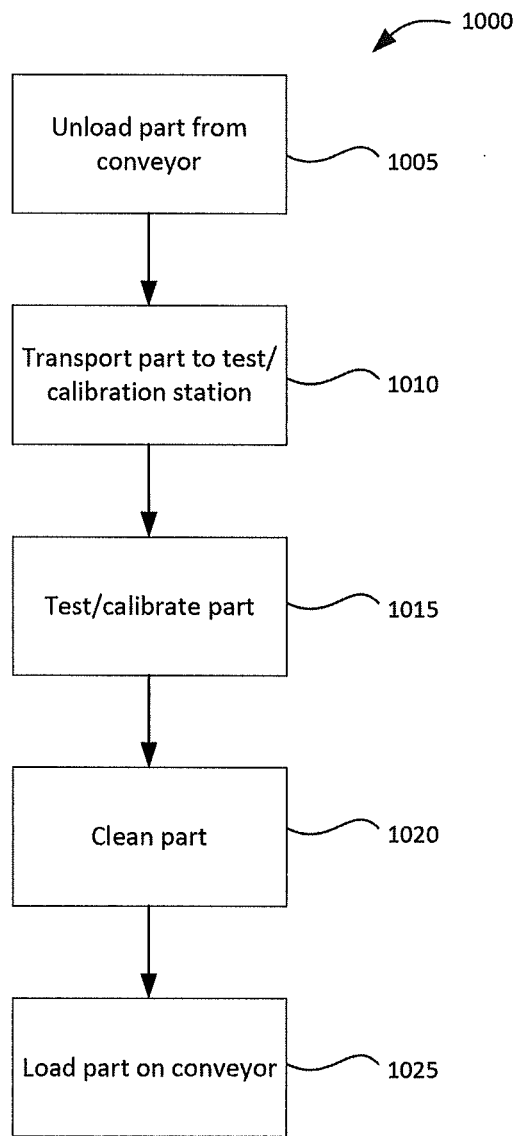 1000
Unload part from
conveyor
1005
Transport part to test/
calibration station
1010
Test/calibrate part
1015
Clean part
1020
Load part on conveyor
1025